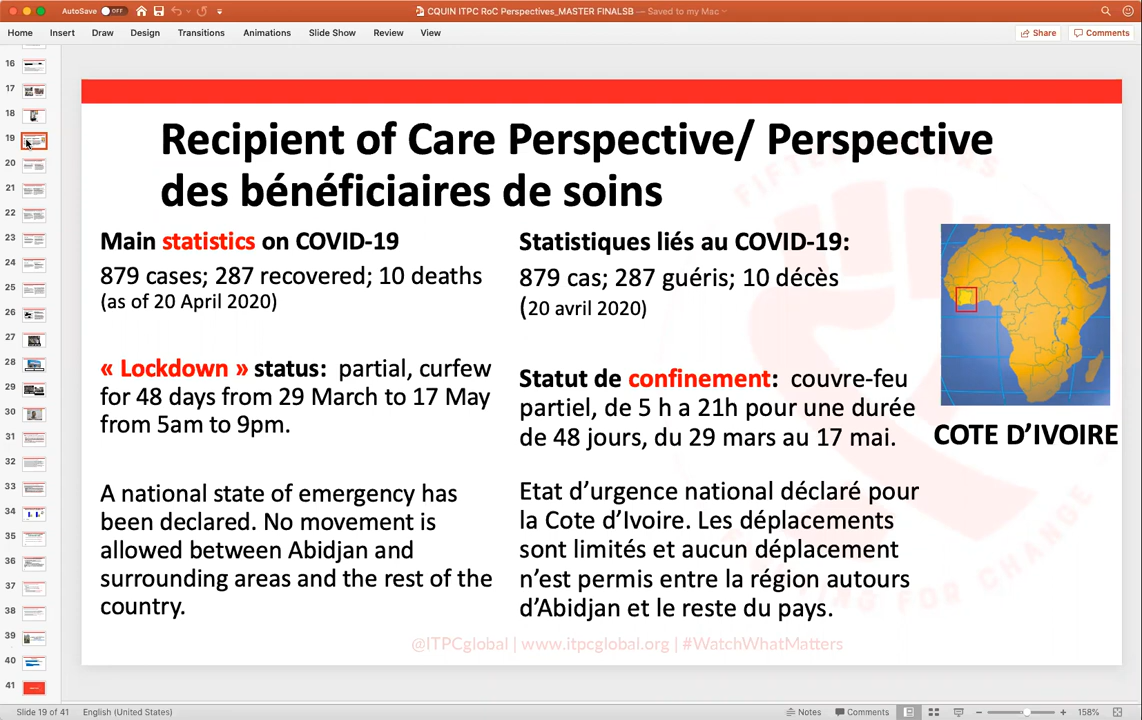 AutoSave OFF
CQUIN ITPC RoC Perspectives_MASTER FINALSB — Saved to my Mac
Home Insert Draw Design Transitions Animations Slide Show Review View Share Comments
16
17
18
19
20
21
22
23
24
25
26
27
28
29
30
31
32
33
34
35
36
37
38
39
40
41
Recipient of Care Perspective/ Perspective
des bénéficiaires de soins
Main statistics on COVID-19
879 cases; 287 recovered; 10 deaths
(as of 20 April 2020)
« Lockdown » status: partial, curfew
for 48 days from 29 March to 17 May
from 5am to 9pm.
A national state of emergency has
been declared. No movement is
allowed between Abidjan and
surrounding areas and the rest of the
country.
Statistiques liés au COVID-19:
879 cas; 287 guéris; 10 décès
(20 avril 2020)
Statut de confinement: couvre-feu
partiel, de 5 h a 21h pour une durée
de 48 jours, du 29 mars au 17 mai.
Etat d’urgence national déclaré pour
la Cote d’Ivoire. Les déplacements
sont limités et aucun déplacement
n’est permis entre la région autours
d’Abidjan et le reste du pays.
COTE D’IVOIRE
@ITPCglobal | www.itpcglobal.org | #WatchWhatMatters
Slide 19 of 41 English (United States) Notes Comments 158%